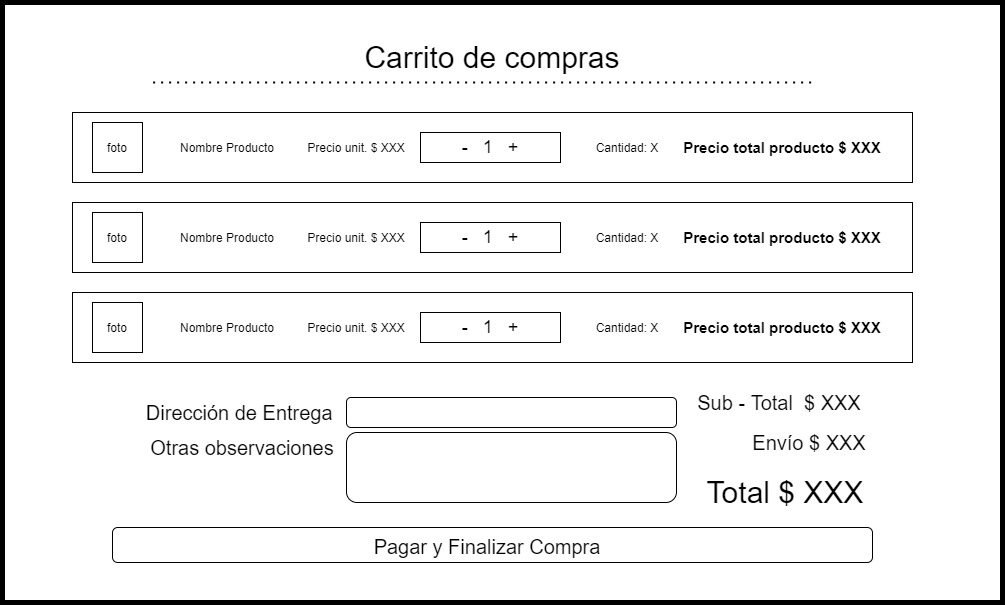 Carrito de compras
foto Nombre Producto Precio unit. $ XXX - 1 + Cantidad: X Precio total producto $ XXX
foto Nombre Producto Precio unit. $ XXX - 1 + Cantidad: X Precio total producto $ XXX
foto Nombre Producto Precio unit. $ XXX - 1 + Cantidad: X Precio total producto $ XXX
Dirección de Entrega
Otras observaciones
Sub - Total $ XXX
Envío $ XXX
Total $ XXX
Pagar y Finalizar Compra